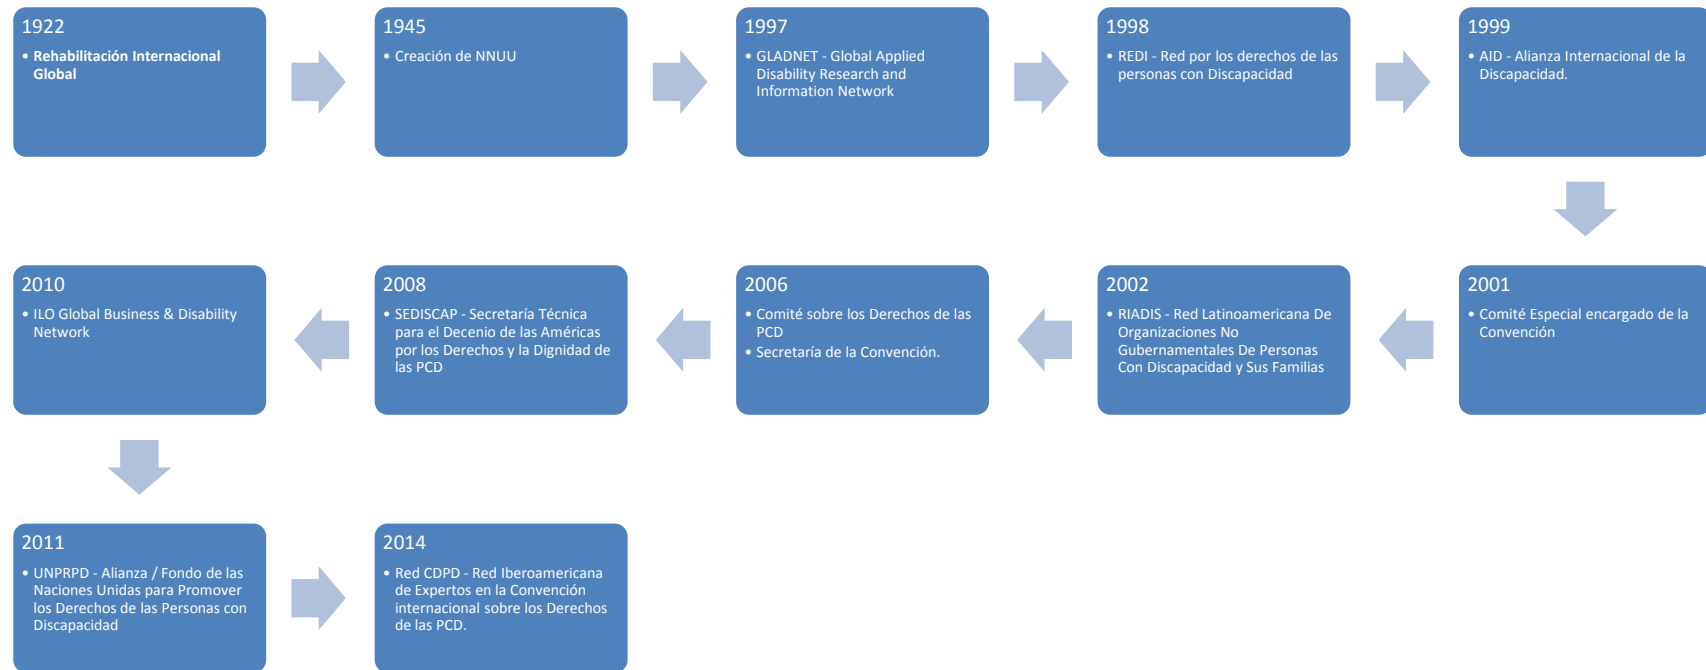 1922
• Rehabilitación Internacional
Global
1945
• Creación de NNUU
1997
• GLADNET - Global Applied
Disability Research and
Information Network
1998
• REDI - Red por los derechos de las
personas con Discapacidad
1999
• AID - Alianza Internacional de la
Discapacidad.
2001
• Comité Especial encargado de la
Convención
2002
• RIADIS - Red Latinoamericana De
Organizaciones No
Gubernamentales De Personas
Con Discapacidad y Sus Familias
2006
• Comité sobre los Derechos de las
PCD
• Secretaría de la Convención.
2008
• SEDISCAP - Secretaría Técnica
para el Decenio de las Américas
por los Derechos y la Dignidad de
las PCD
2010
• ILO Global Business & Disability
Network
2011
• UNPRPD - Alianza / Fondo de las
Naciones Unidas para Promover
los Derechos de las Personas con
Discapacidad
2014
• Red CDPD - Red Iberoamericana
de Expertos en la Convención
internacional sobre los Derechos
de las PCD.